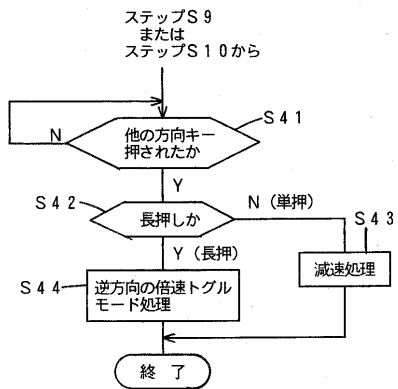 ステップS9
または
ステップS10から
S41
他の方向キー
押されたか
N
Y
S42
長押しか
N（単押）
S43
減速処理
Y（長押）
S44
逆方向の倍速トグル
モード処理
終 了